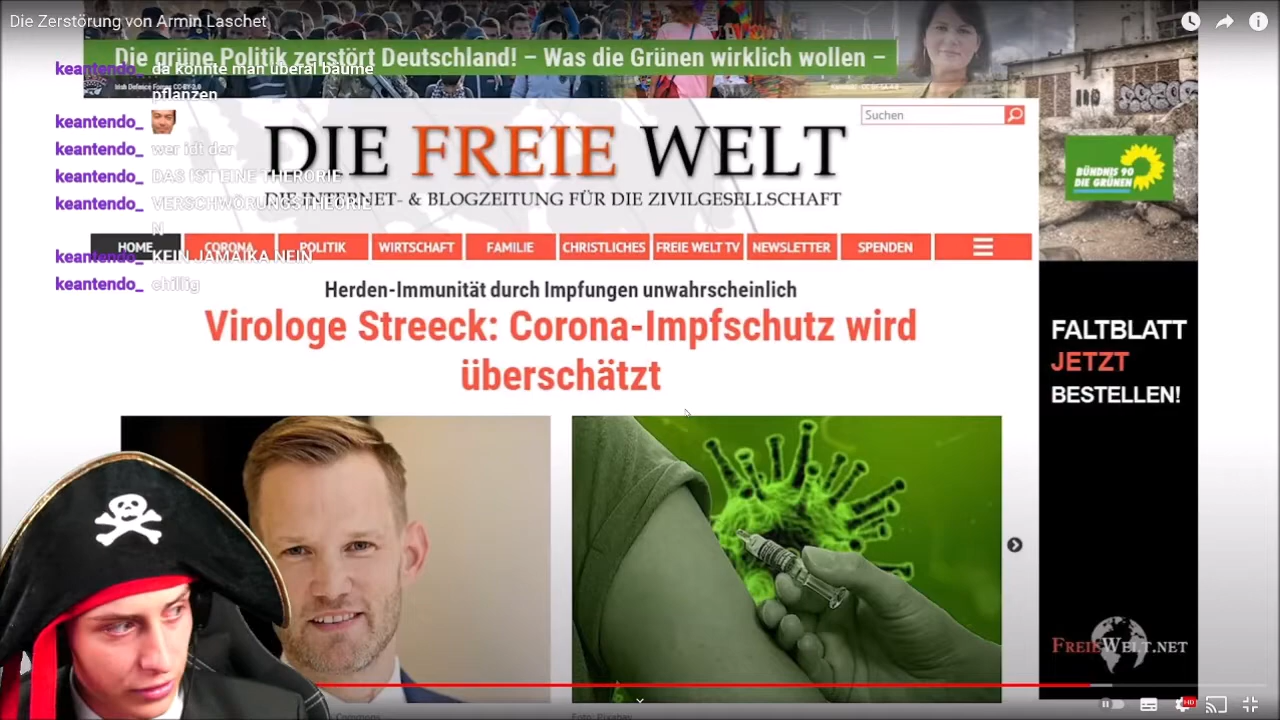 Die Zerstörung von Armin Laschet
Die grüne Politik zerstört Deutschland! – Was die Grünen wirklich wollen –
keantendo_ da könnte man überal bäume
pflanzen
keantendo_
keantendo_ wer idt der
keantendo_ DAS IST EINE THERORIE
keantendo_ VERSCHWÖRUNGSTHEORIE
N
keantendo_ KEIN JAMAIKA NEIN
keantendo_ chillig
Suchen
DIE FREIE WELT
DIE INTERNET- & BLOGZEITUNG FÜR DIE ZIVILGESELLSCHAFT
BÜNDNIS 90
DIE GRÜNEN
HOME CORONA POLITIK WIRTSCHAFT FAMILIE CHRISTLICHES FREIE WELT TV NEWSLETTER SPENDEN
Herden-Immunität durch Impfungen unwahrscheinlich
Virologe Streeck: Corona-Impfschutz wird
überschätzt
FALTBLATT
JETZT
BESTELLEN!
FREIEWELT.NET
HD